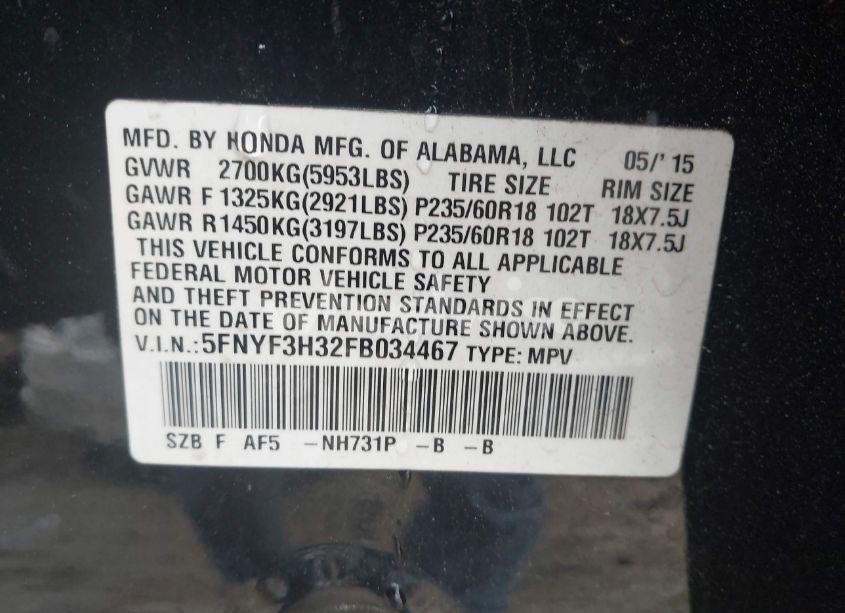 MFD. BY HONDA MFG. OF ALABAMA, LLC 05/' 15
GVWR 2700KG(5953LBS) TIRE SIZE RIM SIZE
GAWR F 1325KG(2921LBS) P235/60R18 102T 18X7.5J
GAWR R1450KG(3197LBS) P235/60R18 102T 18X7.5J
THIS VEHICLE CONFORMS TO ALL APPLICABLE
FEDERAL MOTOR VEHICLE SAFETY
AND THEFT PREVENTION STANDARDS IN EFFECT
ON THE DATE OF MANUFACTURE SHOWN ABOVE.
V.I.N.:5FNYF3H32FB034467 TYPE: MPV
SZB F AF5 -NH731P -B -B